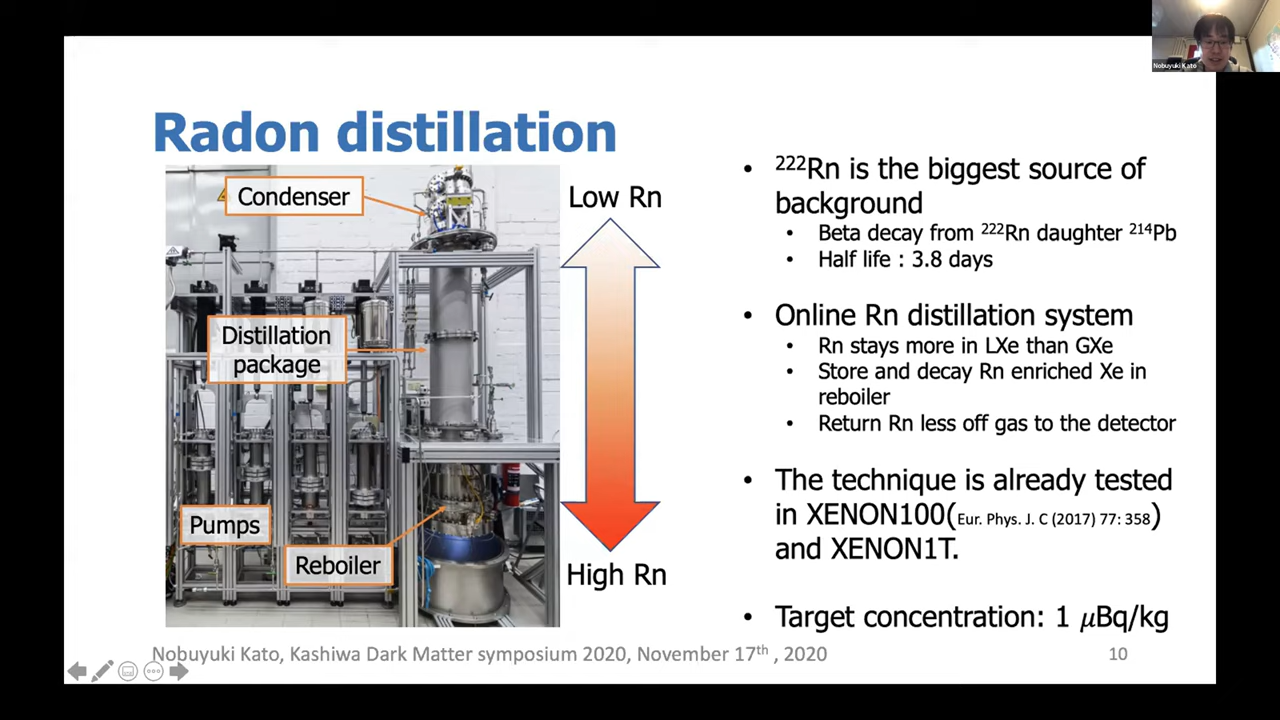 Nobuyuki Kato
Radon distillation
Condenser
Distillation
package
Pumps
Reboiler
Low Rn
High Rn
• ²²²Rn is the biggest source of
background
• Beta decay from ²²²Rn daughter ²¹⁴Pb
• Half life : 3.8 days
• Online Rn distillation system
• Rn stays more in LXe than GXe
• Store and decay Rn enriched Xe in
reboiler
• Return Rn less off gas to the detector
• The technique is already tested
in XENON100(Eur. Phys. J. C (2017) 77: 358)
and XENON1T.
• Target concentration: 1 μBq/kg
Nobuyuki Kato, Kashiwa Dark Matter symposium 2020, November 17ᵗʰ , 2020
10